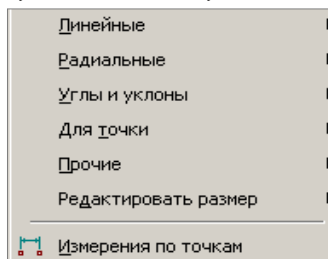 Линейные
Радиальные
Углы и уклоны
Для точки
Прочие
Редактировать размер
Измерения по точкам